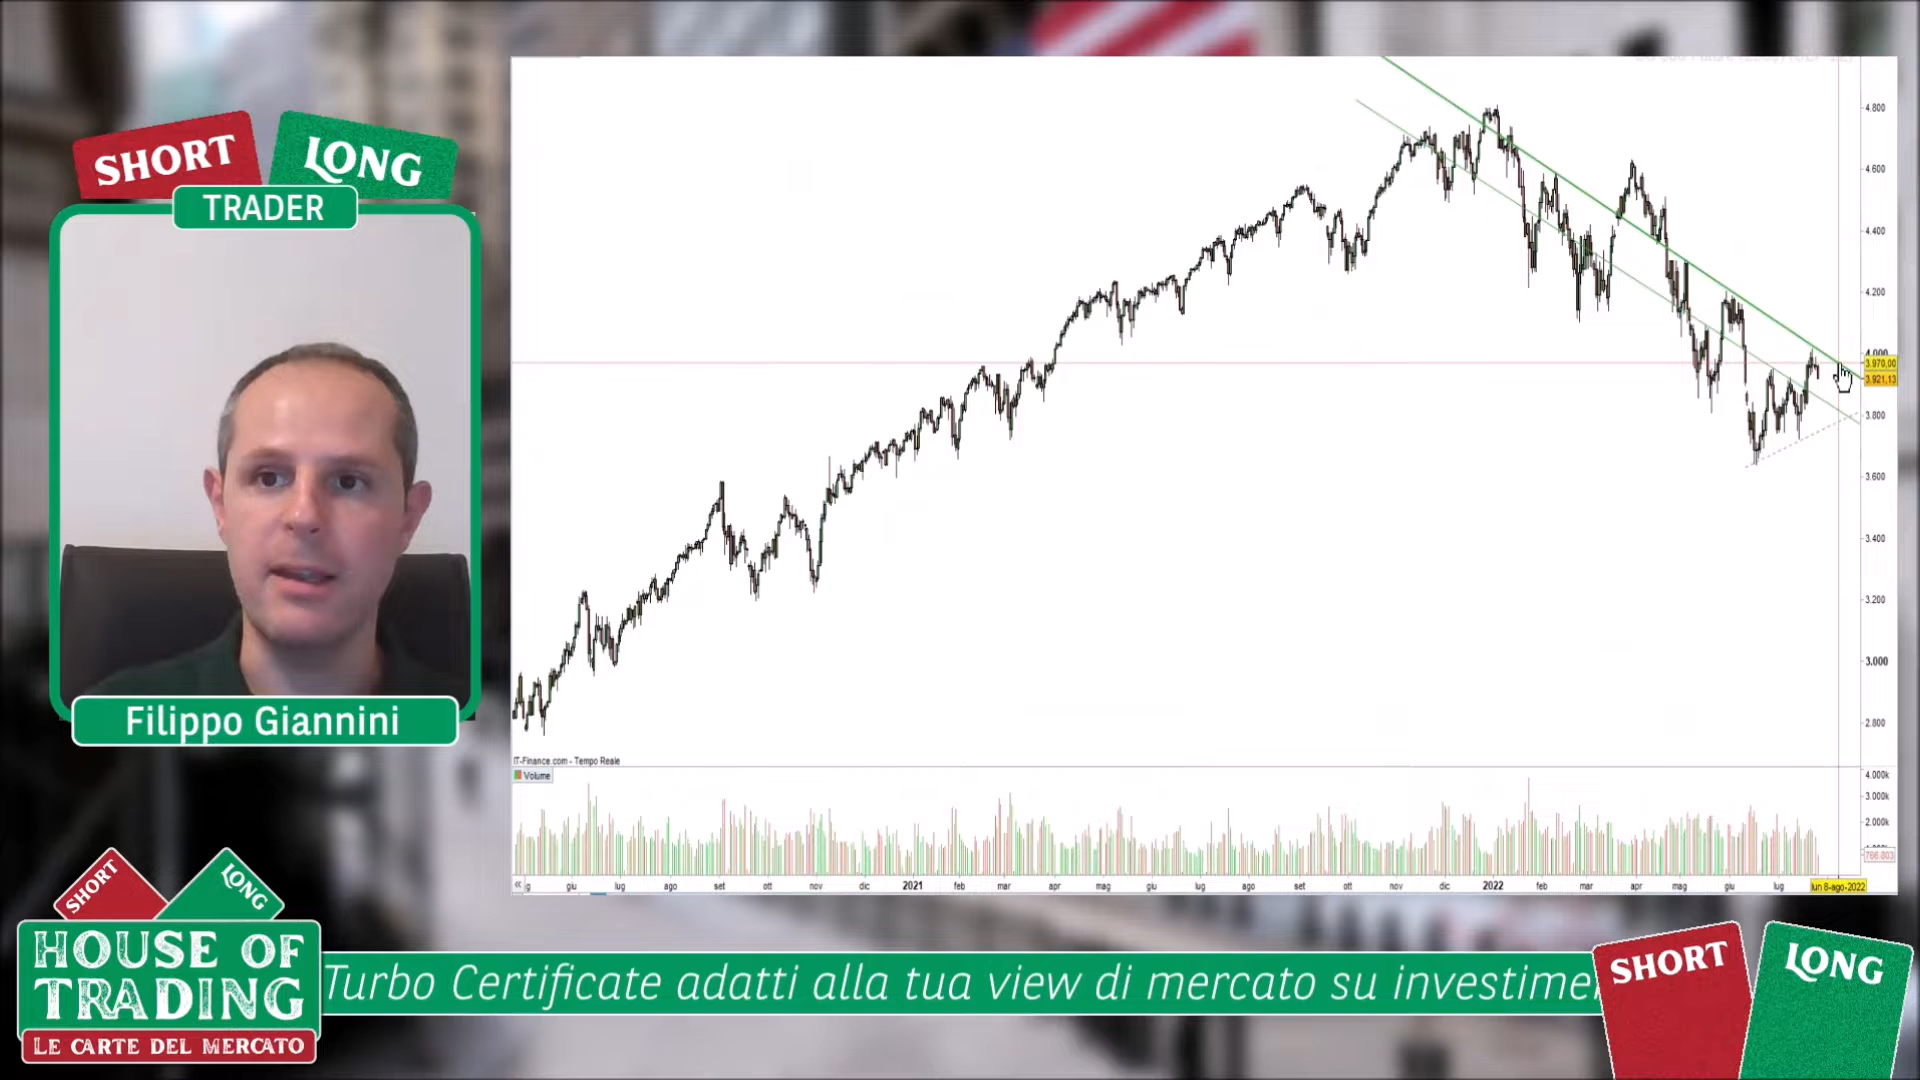 SHORT
LONG
TRADER
Filippo Giannini
4.800
4.600
4.400
4.200
4.000
3.970,00
3.921,13
3.800
3.600
3.400
3.200
3.000
2.800
IT-Finance.com - Tempo Reale
Volume
4.000k
3.000k
2.000k
766.003
« g giu lug ago set ott nov dic 2021 feb mar apr mag giu lug ago set ott nov dic 2022 feb mar apr mag giu lug lun 8-ago-2022
SHORT
LONG
HOUSE OF
TRADING
LE CARTE DEL MERCATO
Turbo Certificate adatti alla tua view di mercato su investime
SHORT
LONG